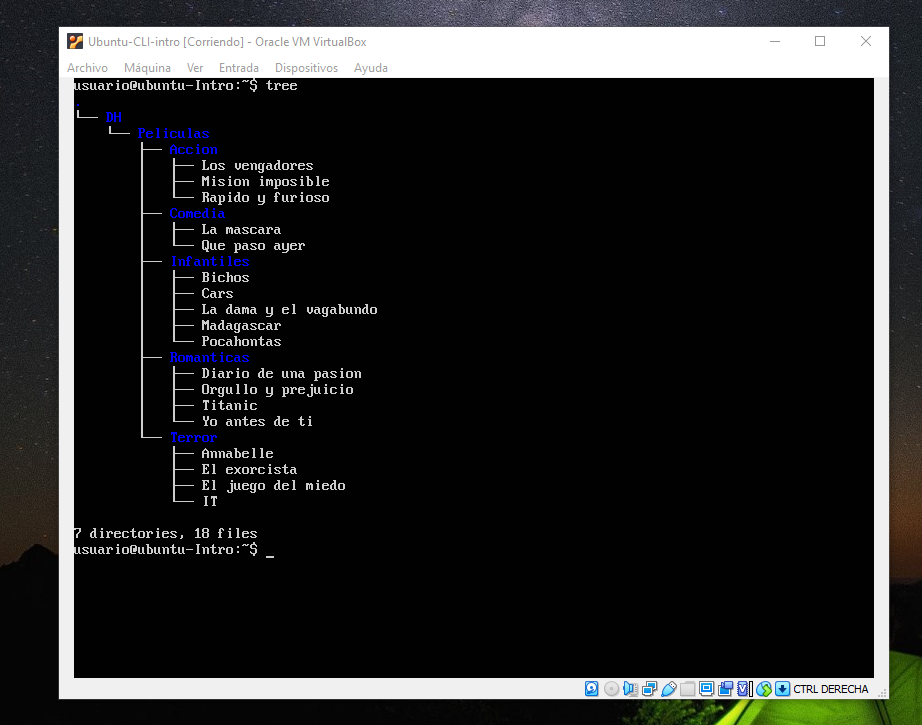 Ubuntu-CLI-intro [Corriendo] - Oracle VM VirtualBox
Archivo Máquina Ver Entrada Dispositivos Ayuda
usuario@ubuntu-Intro:~$ tree
.
└── DH
    └── Peliculas
        ├── Accion
        │   ├── Los vengadores
        │   ├── Mision imposible
        │   └── Rapido y furioso
        ├── Comedia
        │   ├── La mascara
        │   └── Que paso ayer
        ├── Infantiles
        │   ├── Bichos
        │   ├── Cars
        │   ├── La dama y el vagabundo
        │   ├── Madagascar
        │   └── Pocahontas
        ├── Romanticas
        │   ├── Diario de una pasion
        │   ├── Orgullo y prejuicio
        │   ├── Titanic
        │   └── Yo antes de ti
        └── Terror
            ├── Annabelle
            ├── El exorcista
            ├── El juego del miedo
            └── IT
7 directories, 18 files
usuario@ubuntu-Intro:~$ _
CTRL DERECHA